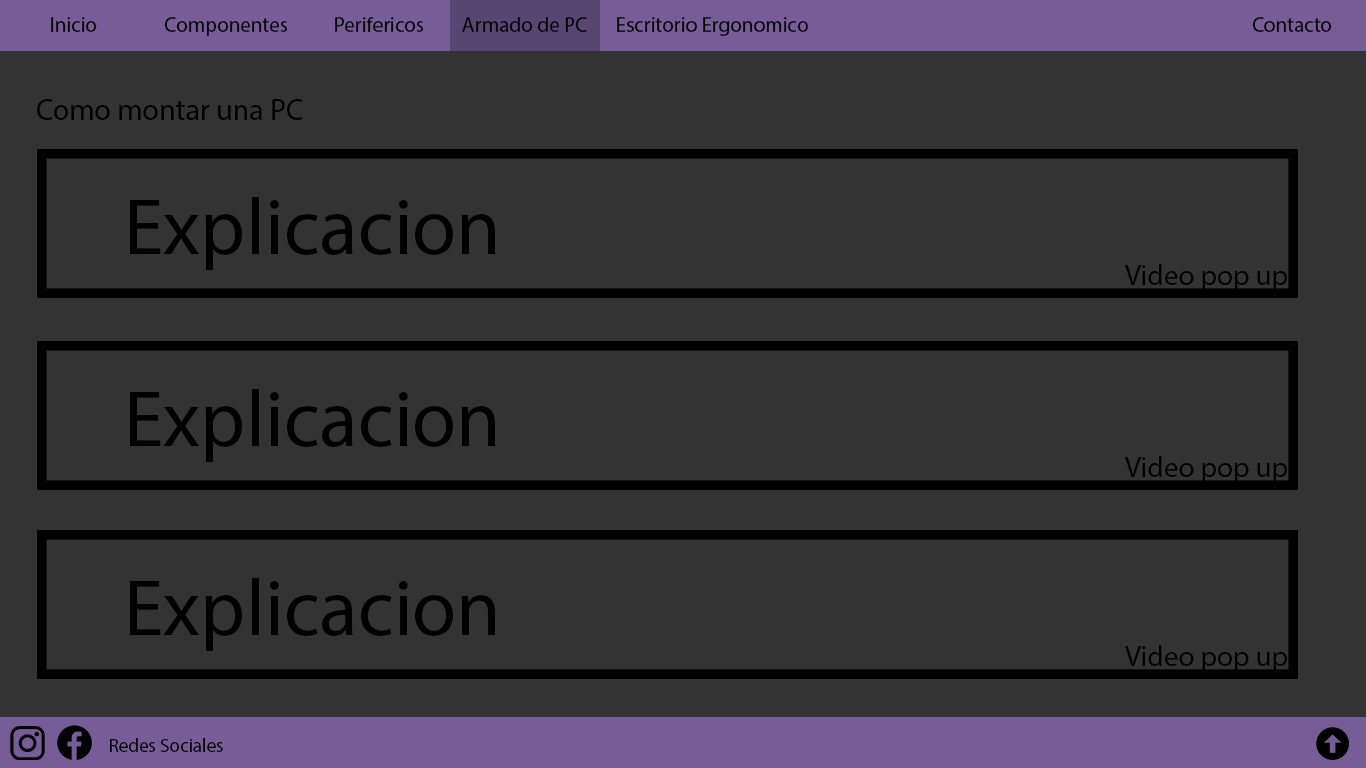 Inicio Componentes Perifericos Armado de PC Escritorio Ergonomico Contacto
Como montar una PC
Explicacion
Video pop up
Explicacion
Video pop up
Explicacion
Video pop up
Redes Sociales